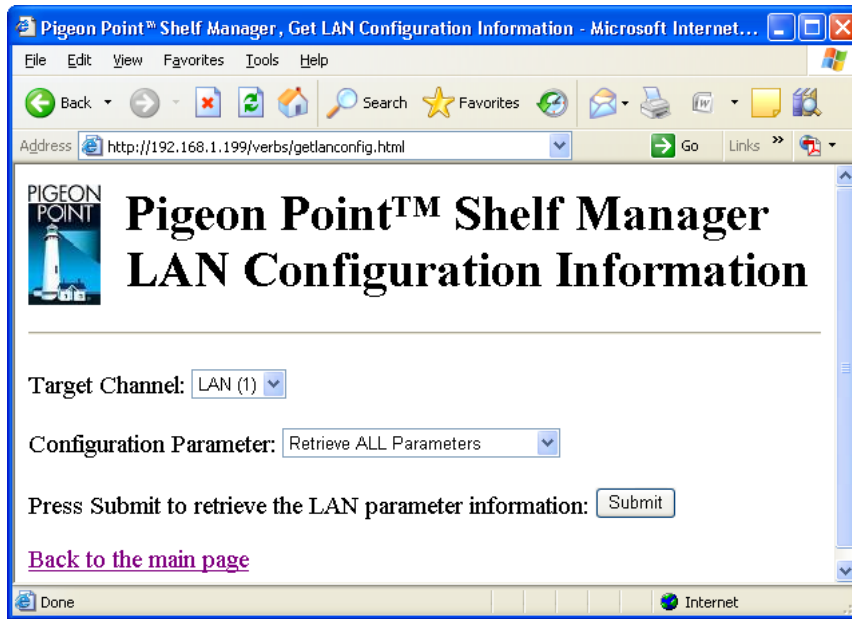 Pigeon Point™ Shelf Manager, Get LAN Configuration Information - Microsoft Internet...
File Edit View Favorites Tools Help
Back Search Favorites
Address http://192.168.1.199/verbs/getlanconfig.html Go Links »
PIGEON
POINT
Pigeon Point™ Shelf Manager
LAN Configuration Information
Target Channel: LAN (1)
Configuration Parameter: Retrieve ALL Parameters
Press Submit to retrieve the LAN parameter information: Submit
Back to the main page
Done Internet